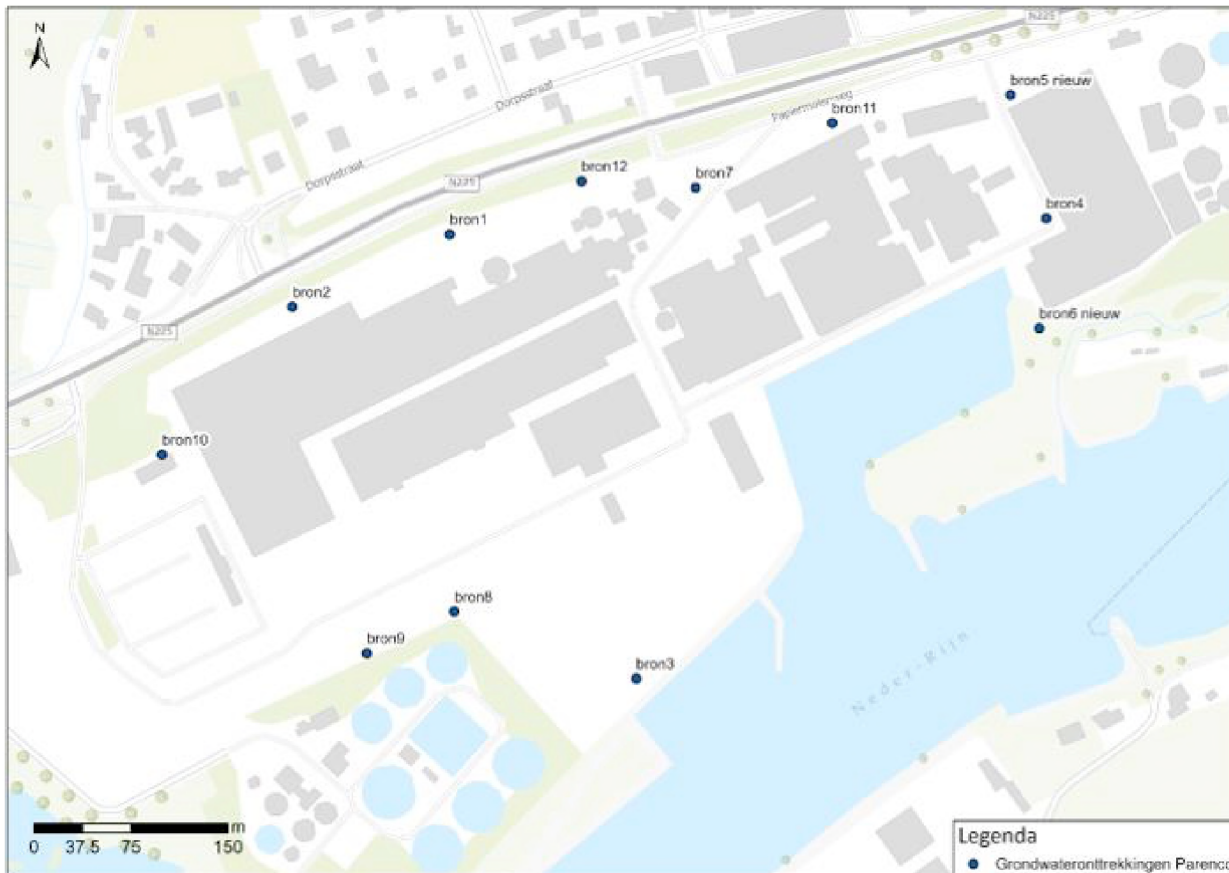 N
N225
Dorpsstraat
Papiermolenweg
bron5 nieuw
bron11
Dorpsstraat
bron12
N225
bron7
bron4
bron1
bron2
N225
bron6 nieuw
bron10
bron8
bron9
bron3
Neder-Rijn
m
0 37.5 75 150
Legenda
Grondwateronttrekkingen Parenco